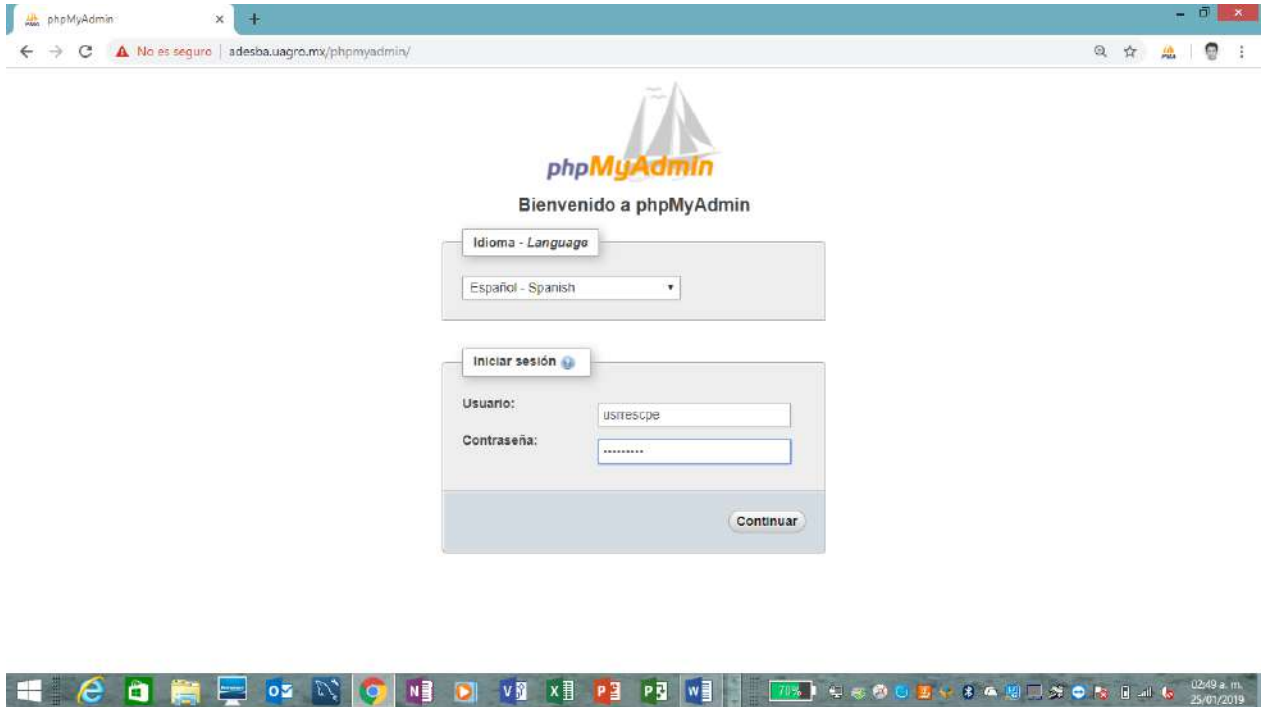 phpMyAdmin
No es seguro | adesba.uagro.mx/phpmyadmin/
phpMyAdmin
Bienvenido a phpMyAdmin
Idioma - Language
Español - Spanish
Iniciar sesión
Usuario:
usrrescpe
Contraseña:
Continuar
70%
02:49 a. m.
25/01/2019